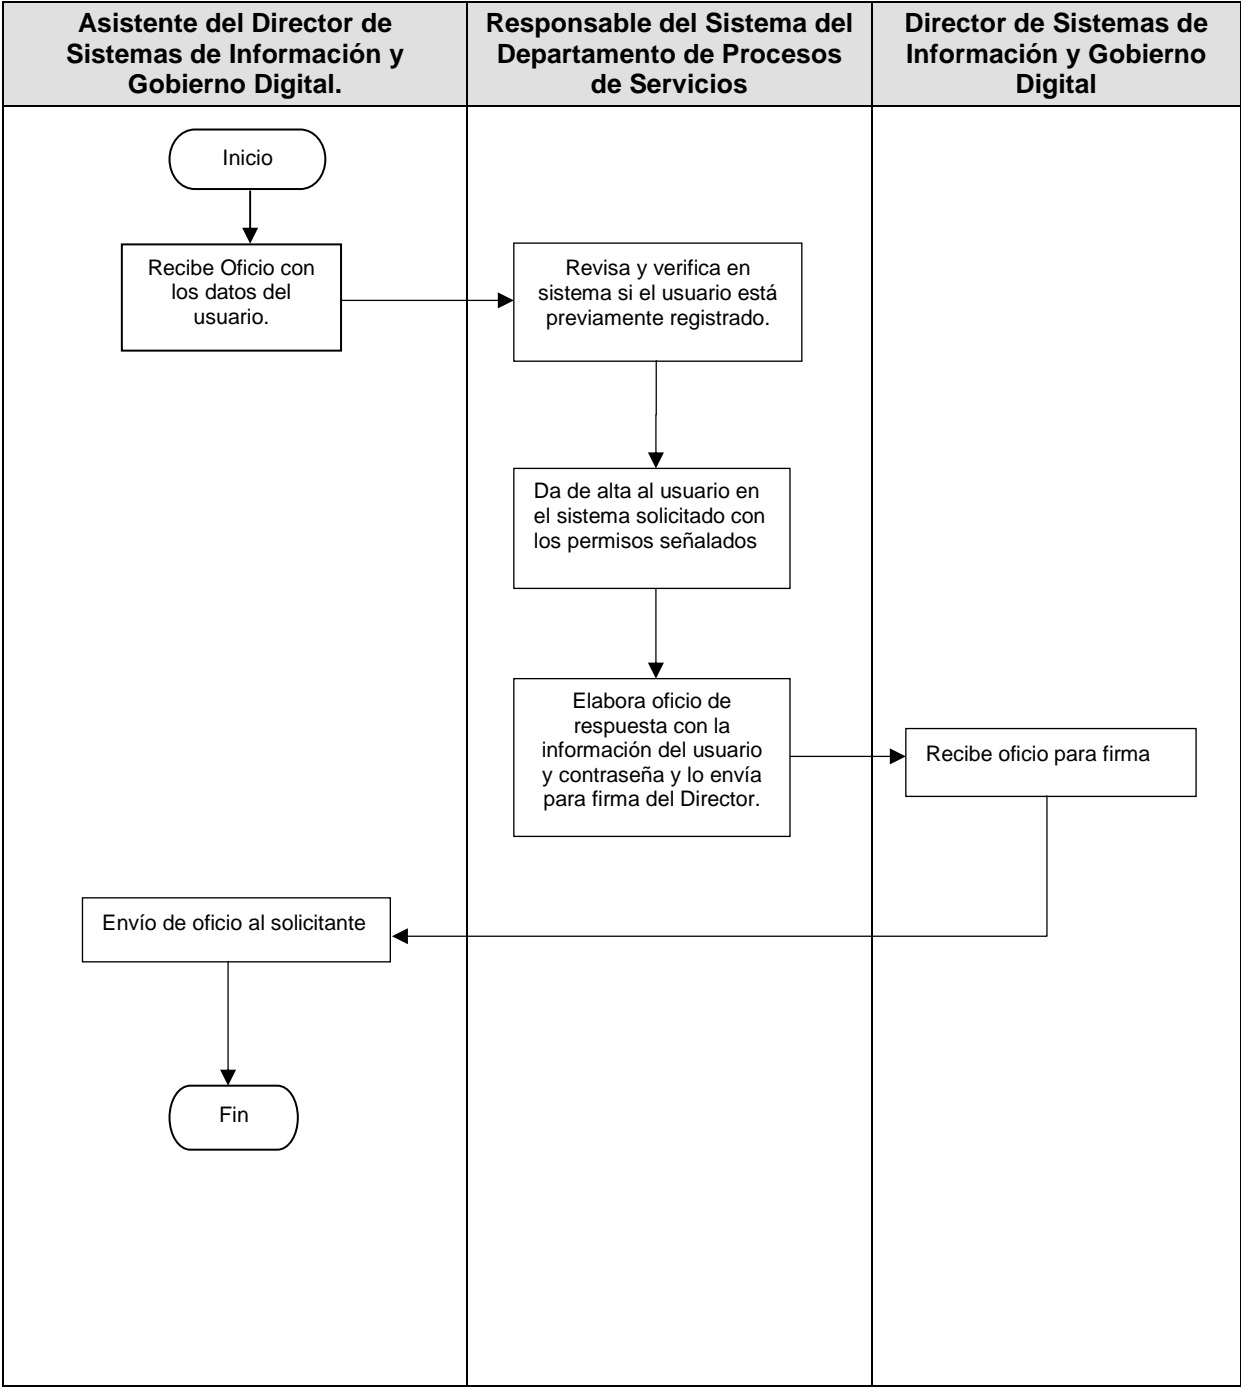 Asistente del Director de
Sistemas de Información y
Gobierno Digital.
Responsable del Sistema del
Departamento de Procesos
de Servicios
Director de Sistemas de
Información y Gobierno
Digital
Inicio
Recibe Oficio con
los datos del
usuario.
Revisa y verifica en
sistema si el usuario está
previamente registrado.
Da de alta al usuario en
el sistema solicitado con
los permisos señalados
Elabora oficio de
respuesta con la
información del usuario
y contraseña y lo envía
para firma del Director.
Recibe oficio para firma
Envío de oficio al solicitante
Fin